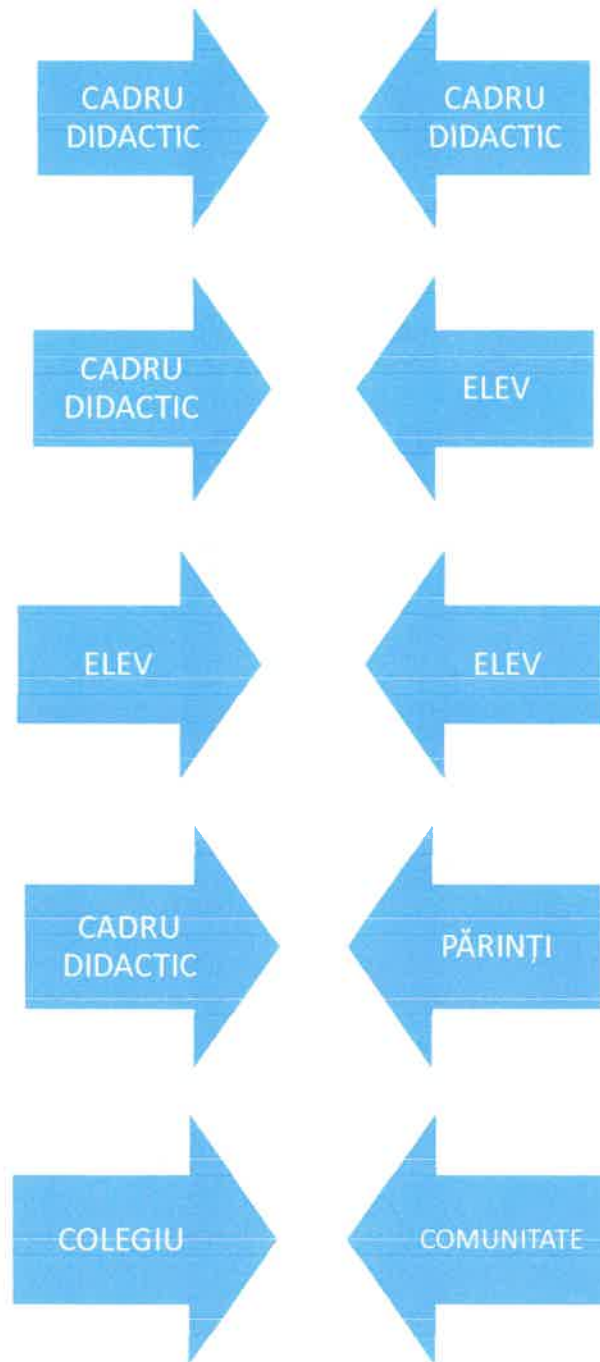 CADRU
DIDACTIC
CADRU
DIDACTIC
CADRU
DIDACTIC
ELEV
ELEV
ELEV
CADRU
DIDACTIC
PĂRINȚI
COLEGIU
COMUNITATE